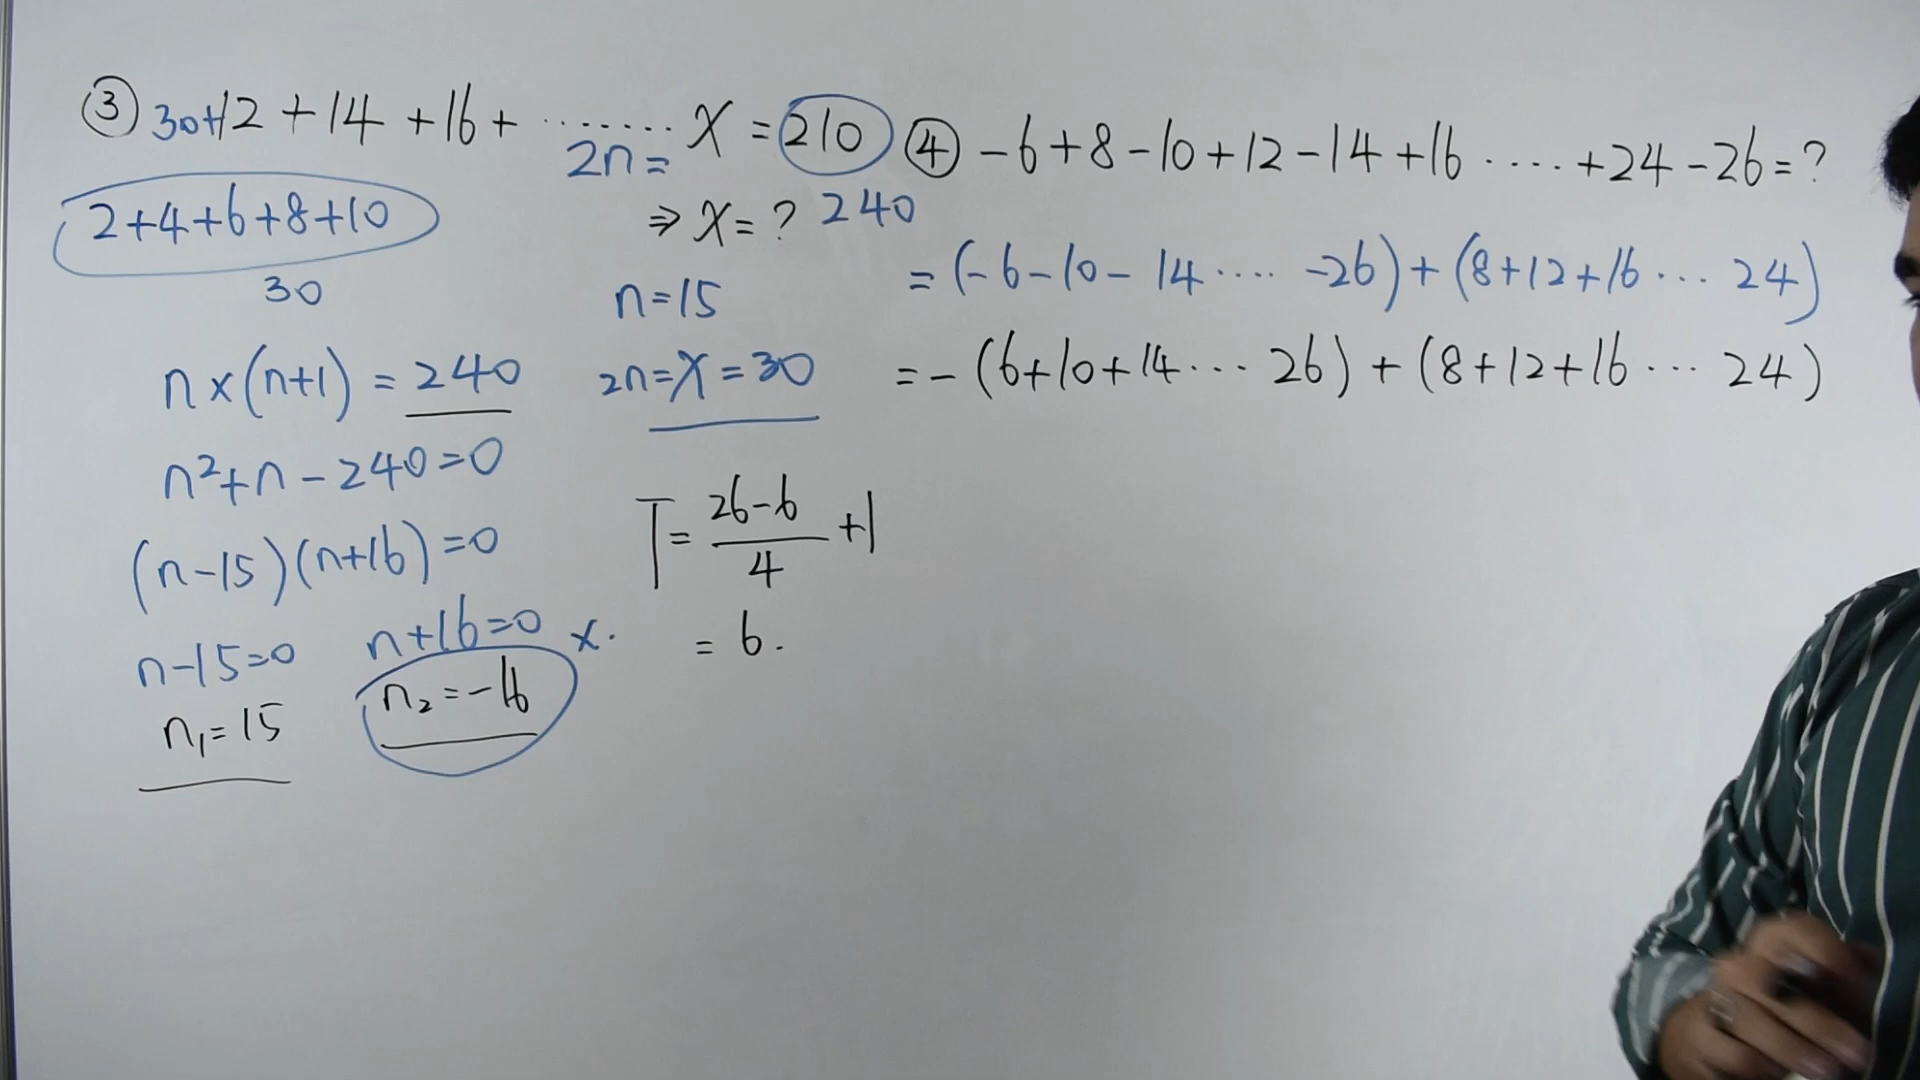 ③ 30+12 + 14 + 16 + ........ x = 210
2n =
2+4+6+8+10
30
⇒ x = ? 240
n × (n+1) = 240
n²+n - 240 = 0
(n-15)(n+16) = 0
n-15=0 n+16=0 x.
n₁=15 n₂ = -16
n=15
2n=x=30
T = \frac{26-6}{4} + 1
= 6.
④ -6+8-10+12-14+16 ..... +24-26=?
= (-6-10-14 .... -26) + (8+12+16 ... 24)
= - (6+10+14 ... 26) + (8+12+16 ... 24)